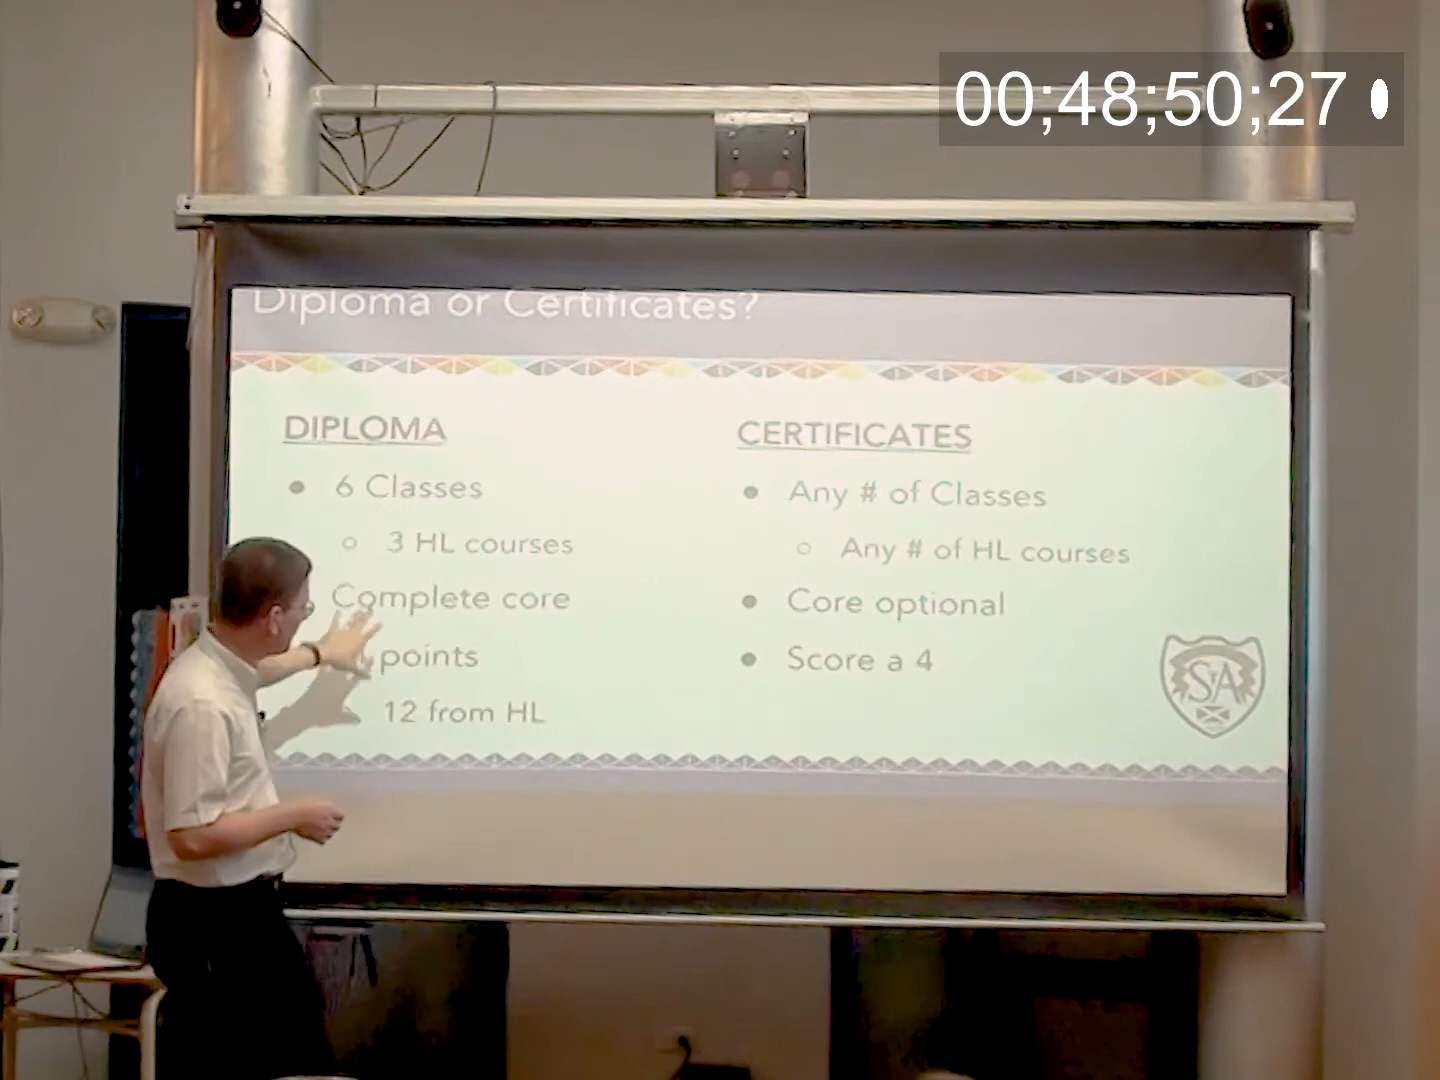 00;48;50;27
Diploma or Certificates?
DIPLOMA
6 Classes
3 HL courses
Complete core
points
12 from HL
CERTIFICATES
Any # of Classes
Any # of HL courses
Core optional
Score a 4
StA